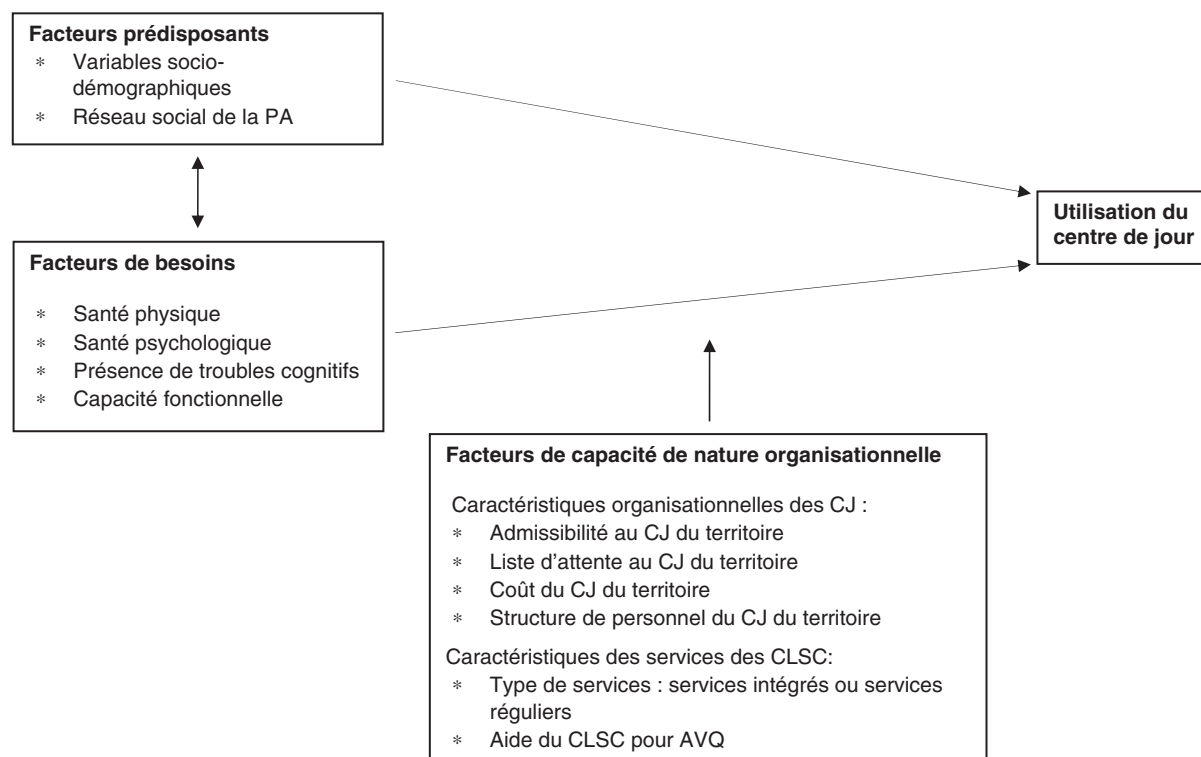 Facteurs prédisposants
* Variables socio-
démographiques
* Réseau social de la PA
Utilisation du
centre de jour
Facteurs de besoins
* Santé physique
* Santé psychologique
* Présence de troubles cognitifs
* Capacité fonctionnelle
Facteurs de capacité de nature organisationnelle
Caractéristiques organisationnelles des CJ :
* Admissibilité au CJ du territoire
* Liste d'attente au CJ du territoire
* Coût du CJ du territoire
* Structure de personnel du CJ du territoire
Caractéristiques des services des CLSC:
* Type de services : services intégrés ou services
réguliers
* Aide du CLSC pour AVQ